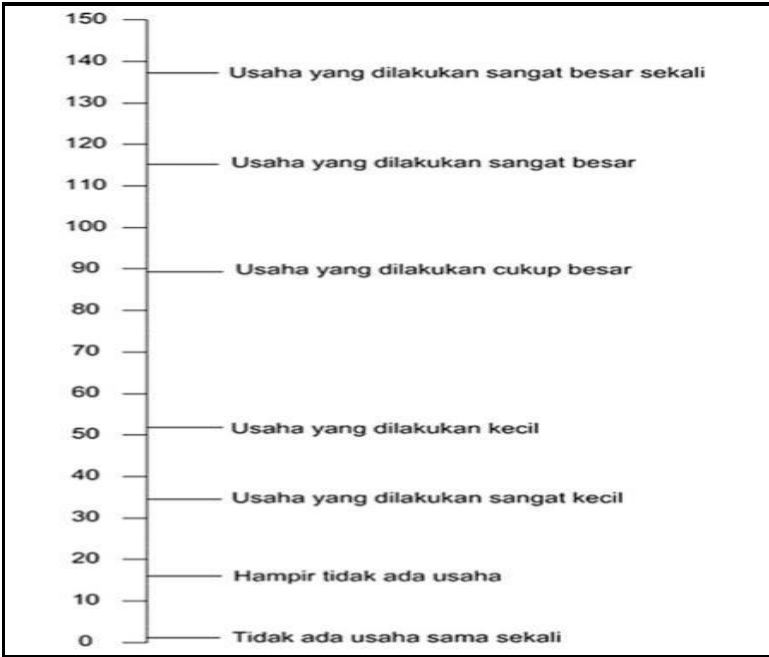 150
140
Usaha yang dilakukan sangat besar sekali
130
120
Usaha yang dilakukan sangat besar
110
100
90
Usaha yang dilakukan cukup besar
80
70
60
50
Usaha yang dilakukan kecil
40
Usaha yang dilakukan sangat kecil
30
20
Hampir tidak ada usaha
10
0
Tidak ada usaha sama sekali